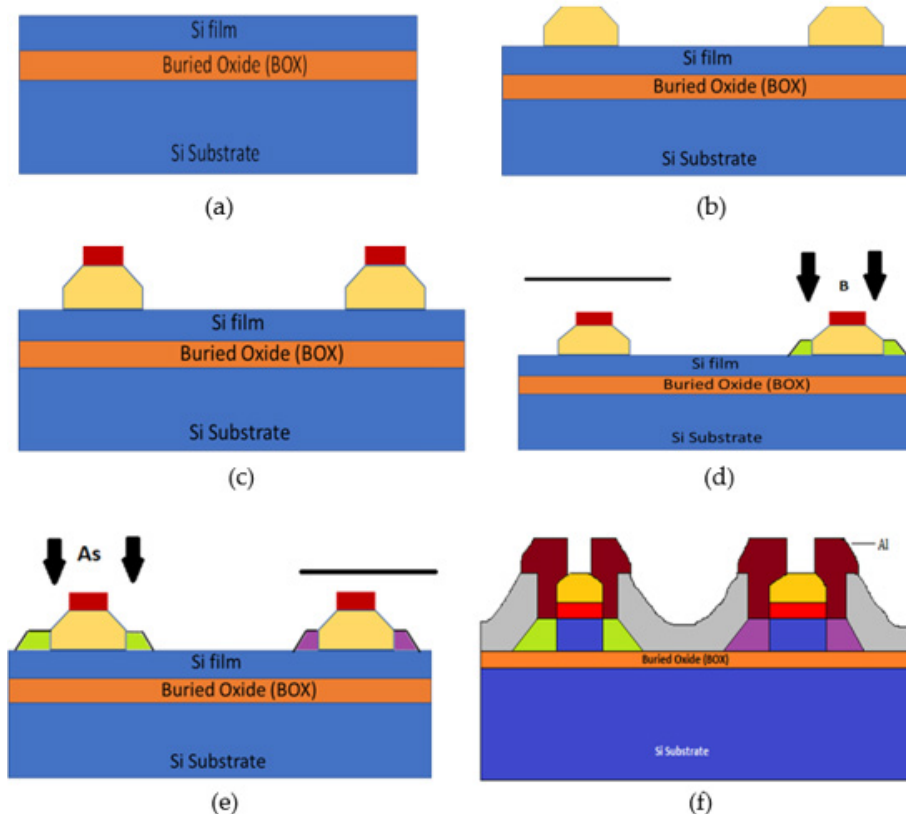 Si film
Buried Oxide (BOX)
Si Substrate
(a)
Si film
Buried Oxide (BOX)
Si Substrate
(b)
Si film
Buried Oxide (BOX)
Si Substrate
(c)
B
Si film
Buried Oxide (BOX)
Si Substrate
(d)
As
Si film
Buried Oxide (BOX)
Si Substrate
(e)
Al
Buried Oxide (BOX)
Si Substrate
(f)